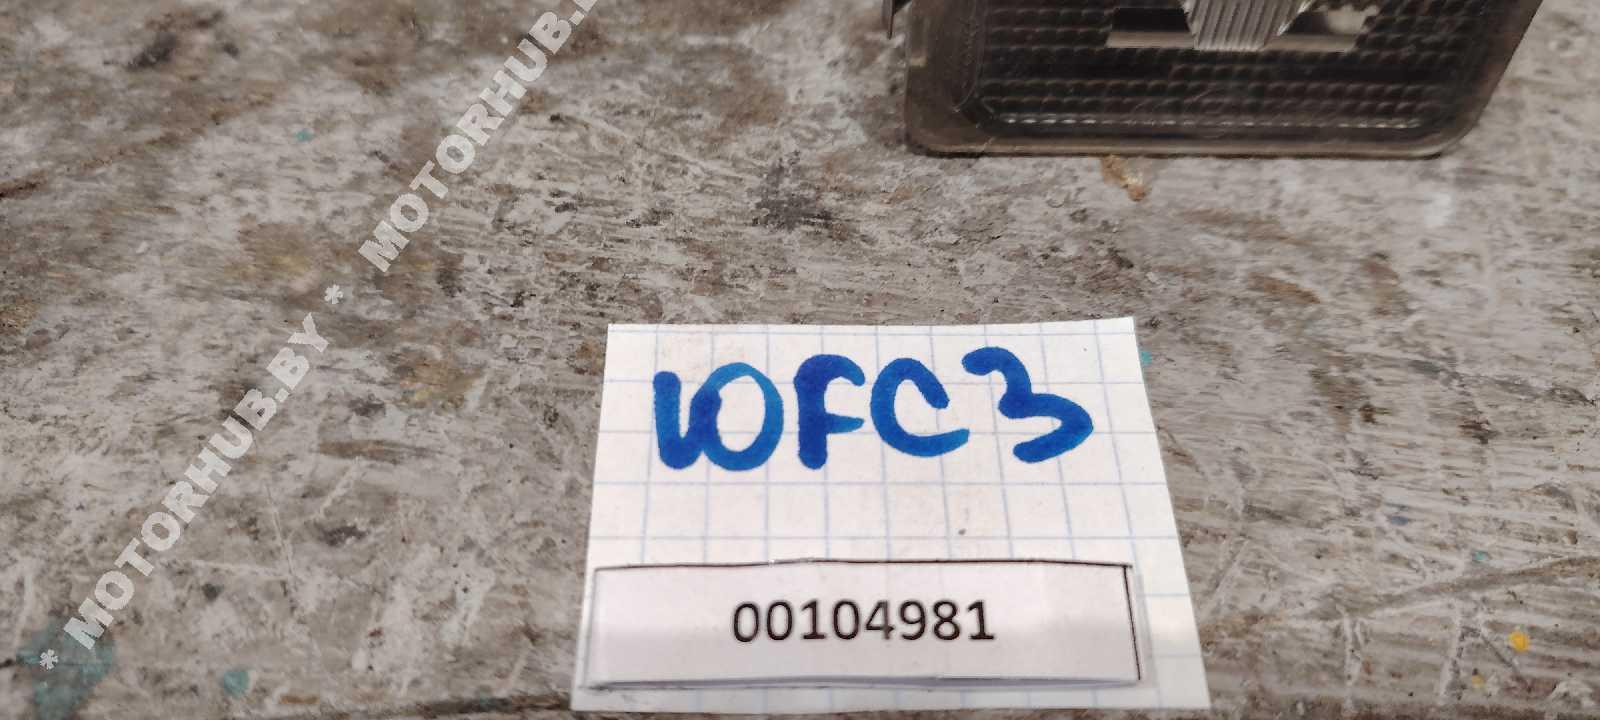 * MOTORHUB.BY * MOTORHUB.
ЮFC3
00104981